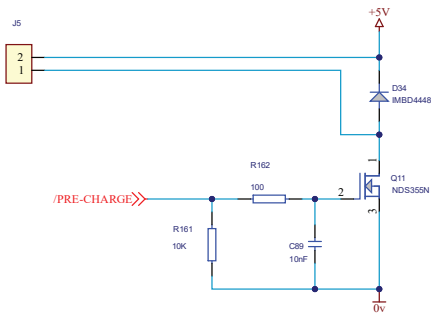 +5V
J5
2
1
D34
IMBD4448
R162
100
1
Q11
NDS355N
2
3
/PRE-CHARGE
R161
10K
C89
10nF
0v